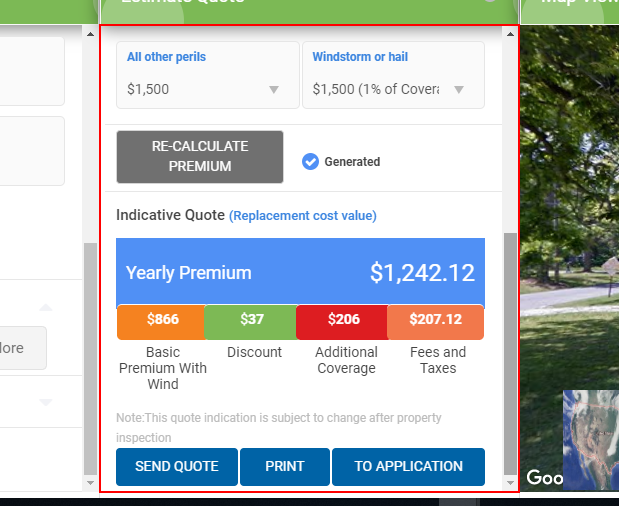 Estimate Quote
Map View
All other perils
Windstorm or hail
$1,500
$1,500 (1% of Covera
RE-CALCULATE
PREMIUM
Generated
Indicative Quote (Replacement cost value)
Yearly Premium
$1,242.12
$866
$37
$206
$207.12
Basic
Premium With
Wind
Discount
Additional
Coverage
Fees and
Taxes
Note:This quote indication is subject to change after property
inspection
SEND QUOTE
PRINT
TO APPLICATION
lore
Goo